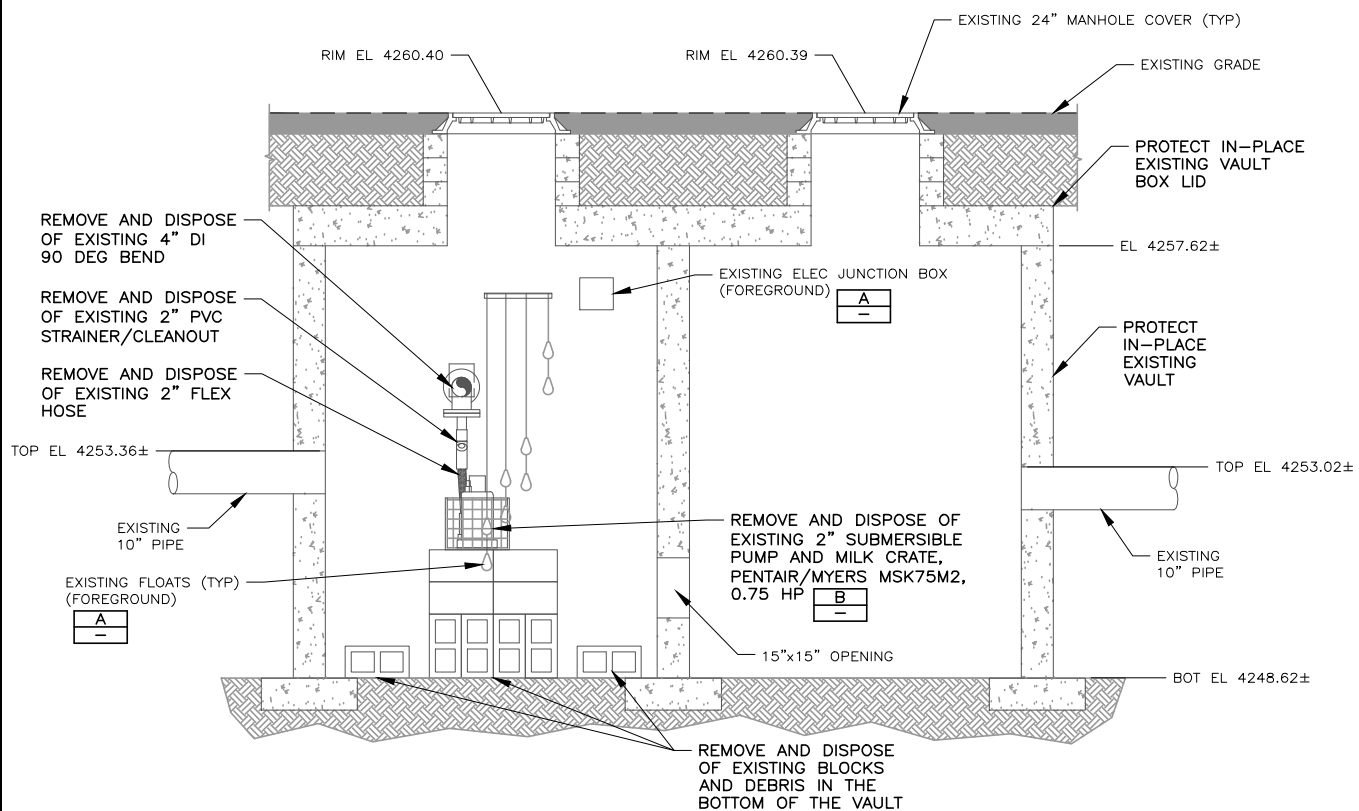 EXISTING 24” MANHOLE COVER (TYP)
RIM EL 4260.40
RIM EL 4260.39
EXISTING GRADE
PROTECT IN–PLACE
EXISTING VAULT
BOX LID
REMOVE AND DISPOSE
OF EXISTING 4” DI
90 DEG BEND
EL 4257.62±
EXISTING ELEC JUNCTION BOX
(FOREGROUND)
A
–
REMOVE AND DISPOSE
OF EXISTING 2” PVC
STRAINER/CLEANOUT
PROTECT
IN–PLACE
EXISTING
VAULT
REMOVE AND DISPOSE
OF EXISTING 2” FLEX
HOSE
TOP EL 4253.36±
TOP EL 4253.02±
EXISTING
10” PIPE
REMOVE AND DISPOSE OF
EXISTING 2” SUBMERSIBLE
PUMP AND MILK CRATE,
PENTAIR/MYERS MSK75M2,
0.75 HP
B
–
EXISTING
10” PIPE
EXISTING FLOATS (TYP)
(FOREGROUND)
A
–
15”x15” OPENING
BOT EL 4248.62±
REMOVE AND DISPOSE
OF EXISTING BLOCKS
AND DEBRIS IN THE
BOTTOM OF THE VAULT